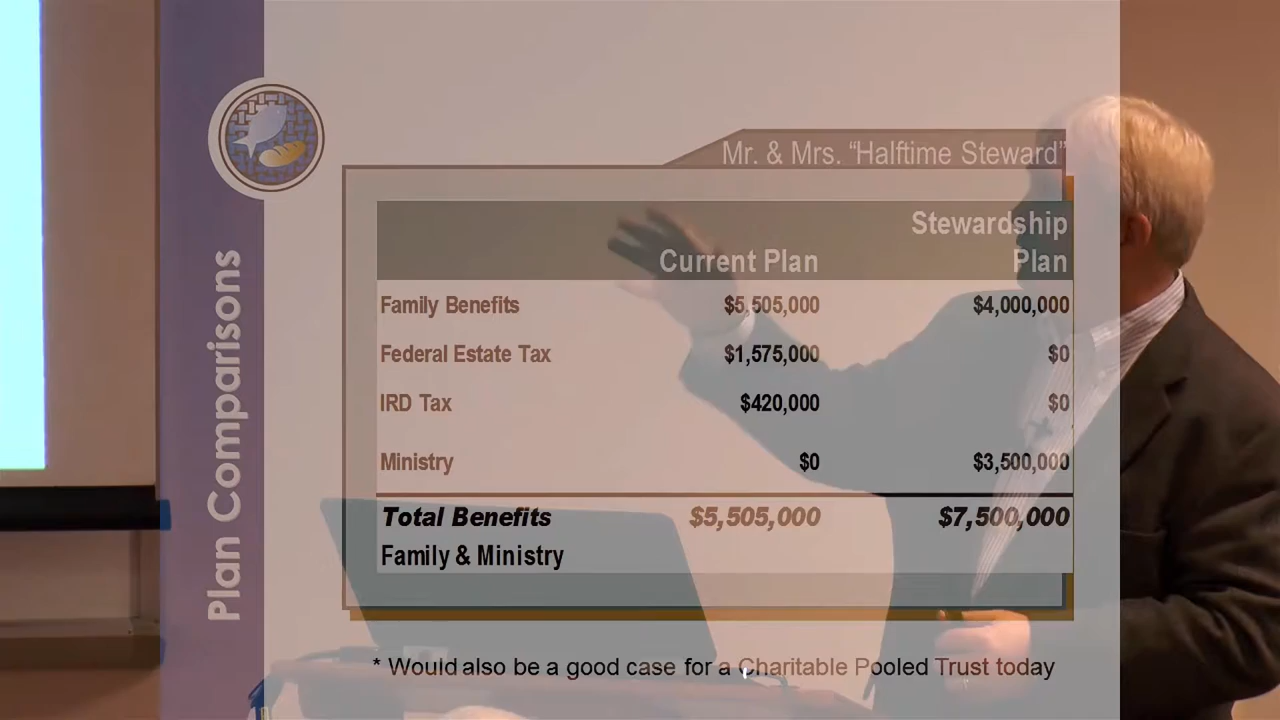 Plan Comparisons
Mr. & Mrs. “Halftime Steward”
Stewardship
Current Plan Plan
Family Benefits $5,505,000 $4,000,000
Federal Estate Tax $1,575,000 $0
IRD Tax $420,000 $0
Ministry $0 $3,500,000
Total Benefits $5,505,000 $7,500,000
Family & Ministry
* Would also be a good case for a Charitable Pooled Trust today